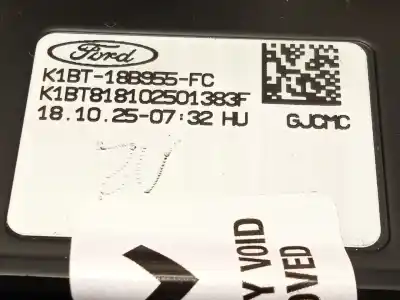 Ford
K1BT-18B955-FC
K1BT818102501383F
18.10.25-07:32 HU
GJCMC
Y VOID
OVED